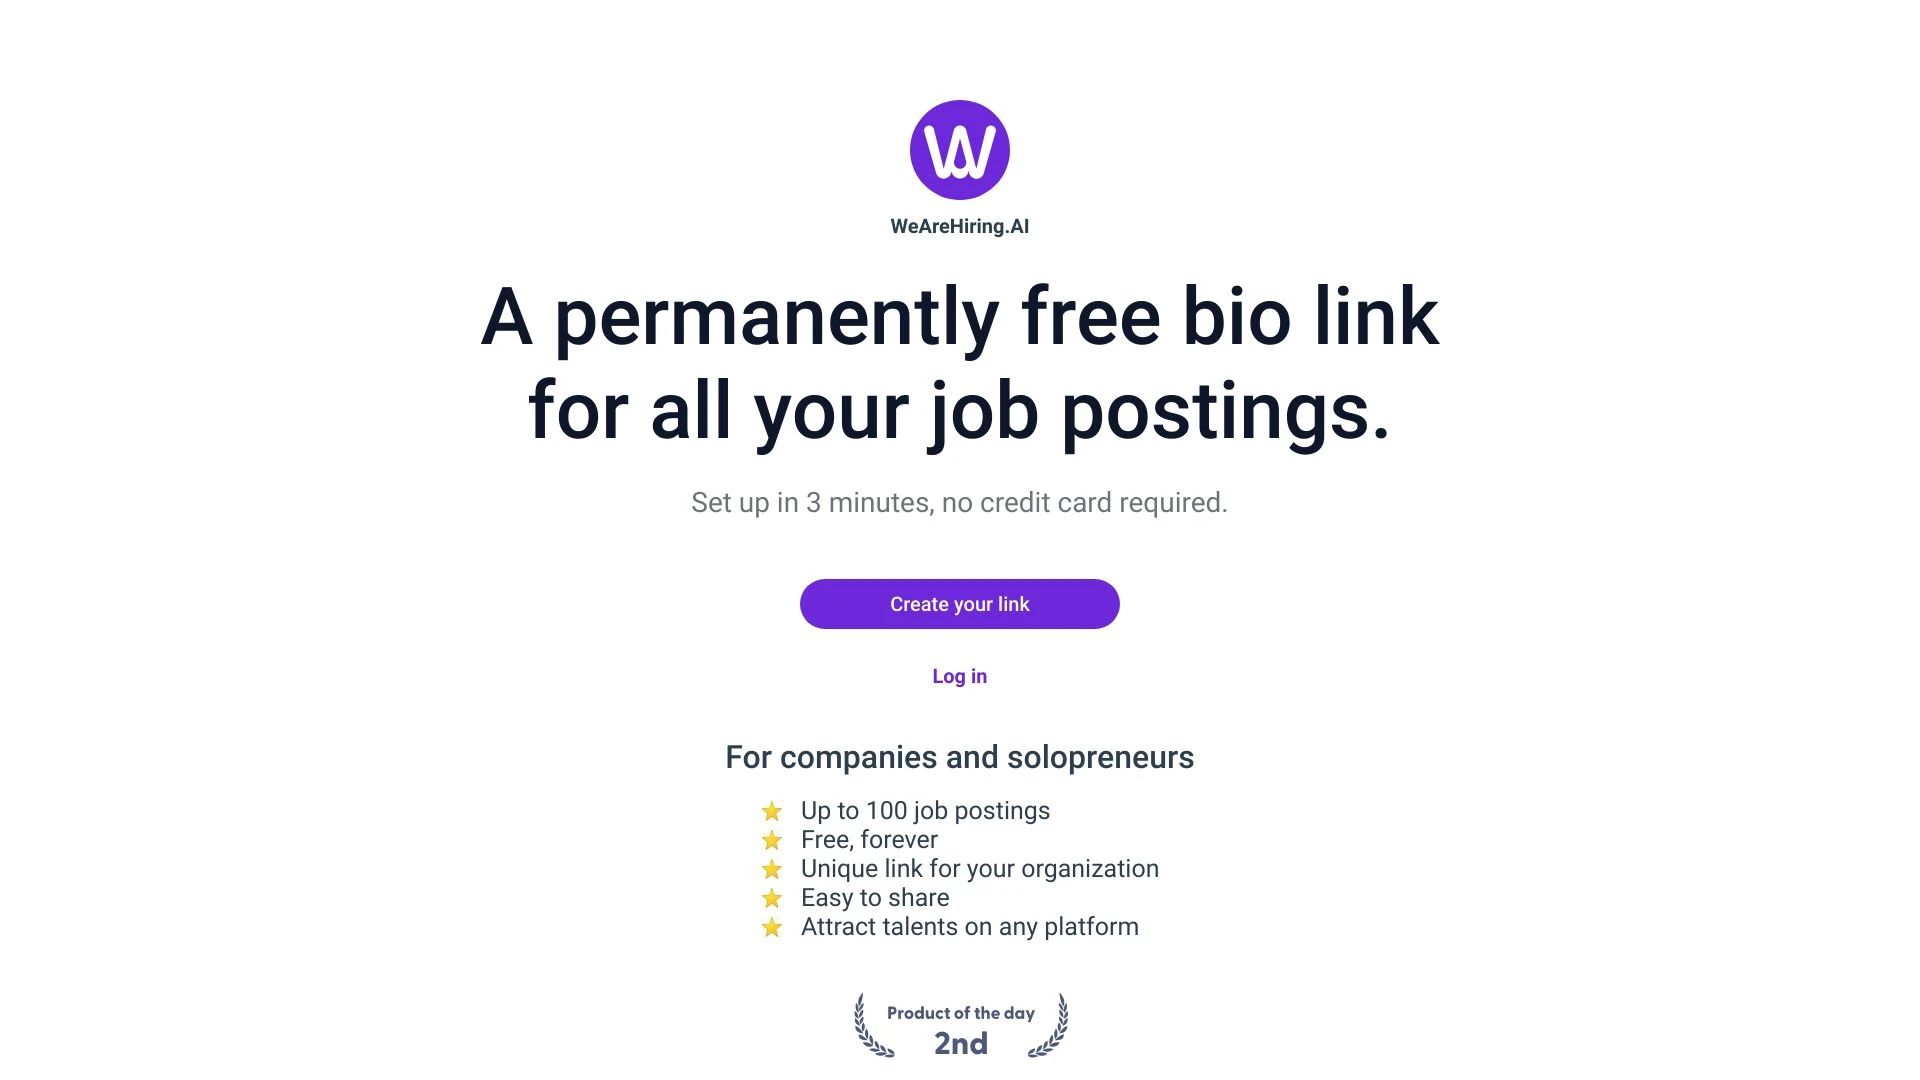 W
WeAreHiring.AI
A permanently free bio link
for all your job postings.
Set up in 3 minutes, no credit card required.
Create your link
Log in
For companies and solopreneurs
⭐ Up to 100 job postings
⭐ Free, forever
⭐ Unique link for your organization
⭐ Easy to share
⭐ Attract talents on any platform
Product of the day
2nd